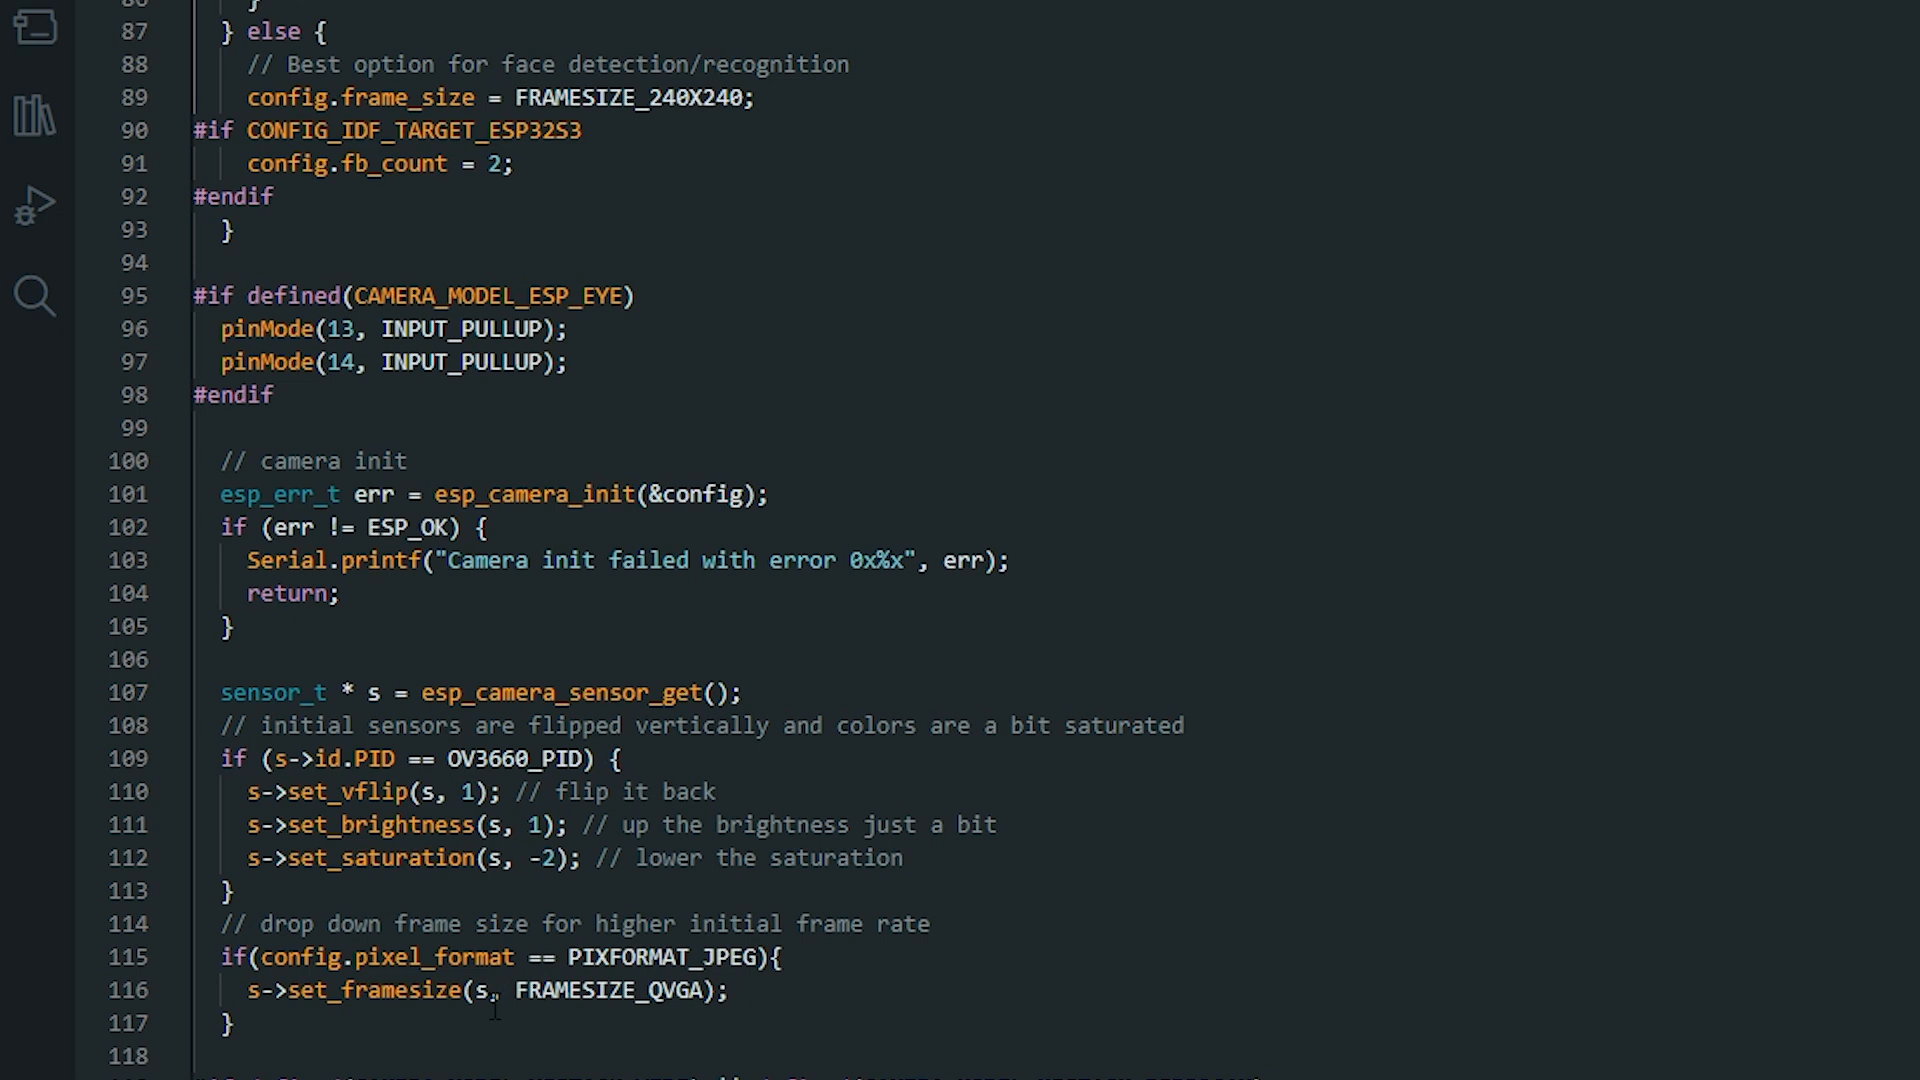 86 }
87 } else {
88 // Best option for face detection/recognition
89 config.frame_size = FRAMESIZE_240X240;
90 #if CONFIG_IDF_TARGET_ESP32S3
91 config.fb_count = 2;
92 #endif
93 }
94
95 #if defined(CAMERA_MODEL_ESP_EYE)
96 pinMode(13, INPUT_PULLUP);
97 pinMode(14, INPUT_PULLUP);
98 #endif
99
100 // camera init
101 esp_err_t err = esp_camera_init(&config);
102 if (err != ESP_OK) {
103 Serial.printf("Camera init failed with error 0x%x", err);
104 return;
105 }
106
107 sensor_t * s = esp_camera_sensor_get();
108 // initial sensors are flipped vertically and colors are a bit saturated
109 if (s->id.PID == OV3660_PID) {
110 s->set_vflip(s, 1); // flip it back
111 s->set_brightness(s, 1); // up the brightness just a bit
112 s->set_saturation(s, -2); // lower the saturation
113 }
114 // drop down frame size for higher initial frame rate
115 if(config.pixel_format == PIXFORMAT_JPEG){
116 s->set_framesize(s, FRAMESIZE_QVGA);
117 }
118